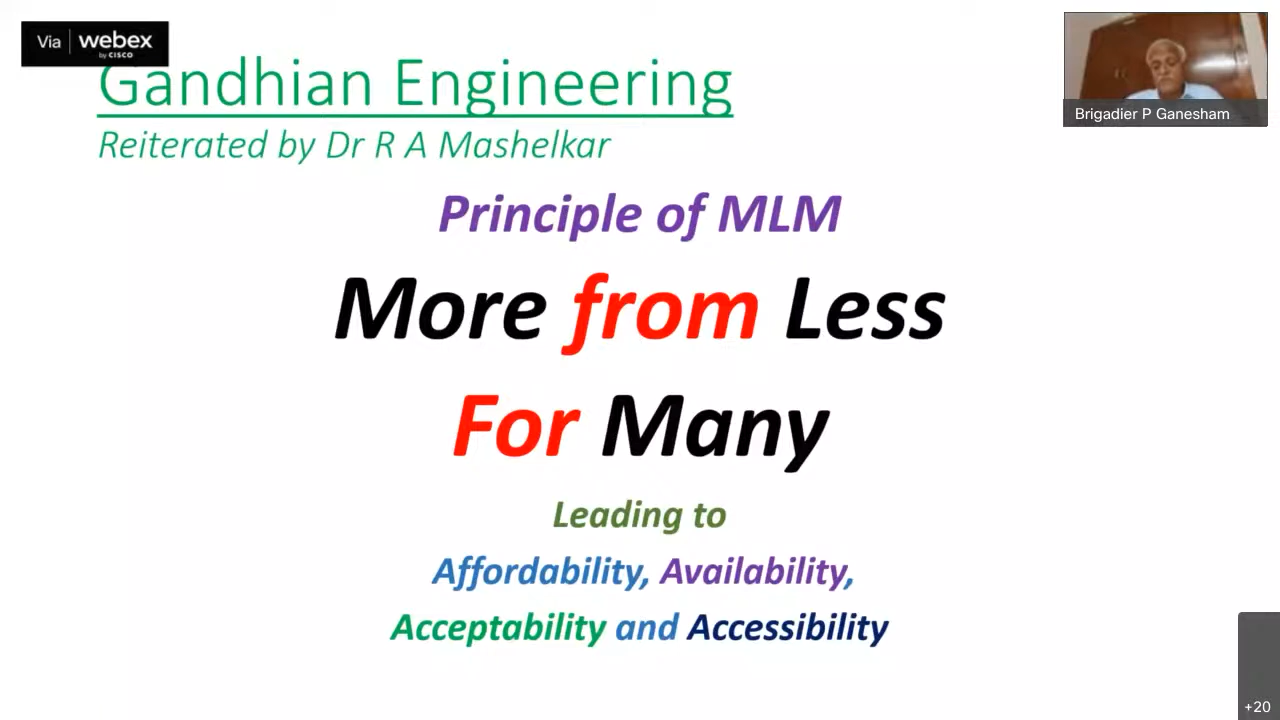 Via webex
by CISCO
Gandhian Engineering
Reiterated by Dr R A Mashelkar
Brigadier P Ganesham
Principle of MLM
More from Less
For Many
Leading to
Affordability, Availability,
Acceptability and Accessibility
+20